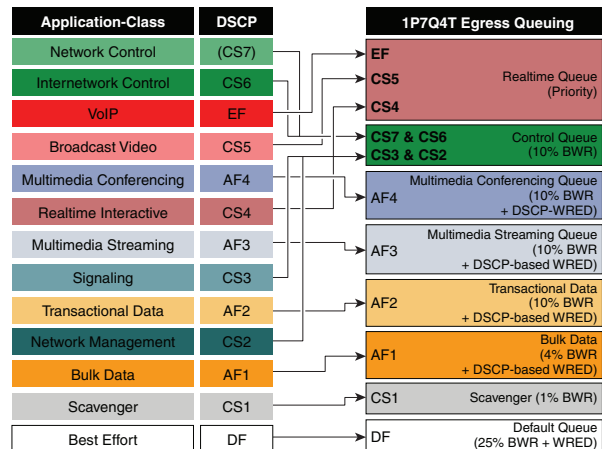 Application-Class DSCP 1P7Q4T Egress Queuing
Network Control (CS7)
Internetwork Control CS6
VoIP EF
Broadcast Video CS5
Multimedia Conferencing AF4
Realtime Interactive CS4
Multimedia Streaming AF3
Signaling CS3
Transactional Data AF2
Network Management CS2
Bulk Data AF1
Scavenger CS1
Best Effort DF
EF
CS5 Realtime Queue
(Priority)
CS4
CS7 & CS6 Control Queue
CS3 & CS2 (10% BWR)
Multimedia Conferencing Queue
AF4 (10% BWR
+ DSCP-WRED)
Multimedia Streaming Queue
AF3 (10% BWR
+ DSCP-based WRED)
Transactional Data
AF2 (10% BWR
+ DSCP-based WRED)
Bulk Data
AF1 (4% BWR
+ DSCP-based WRED)
CS1 Scavenger (1% BWR)
DF Default Queue
(25% BWR + WRED)